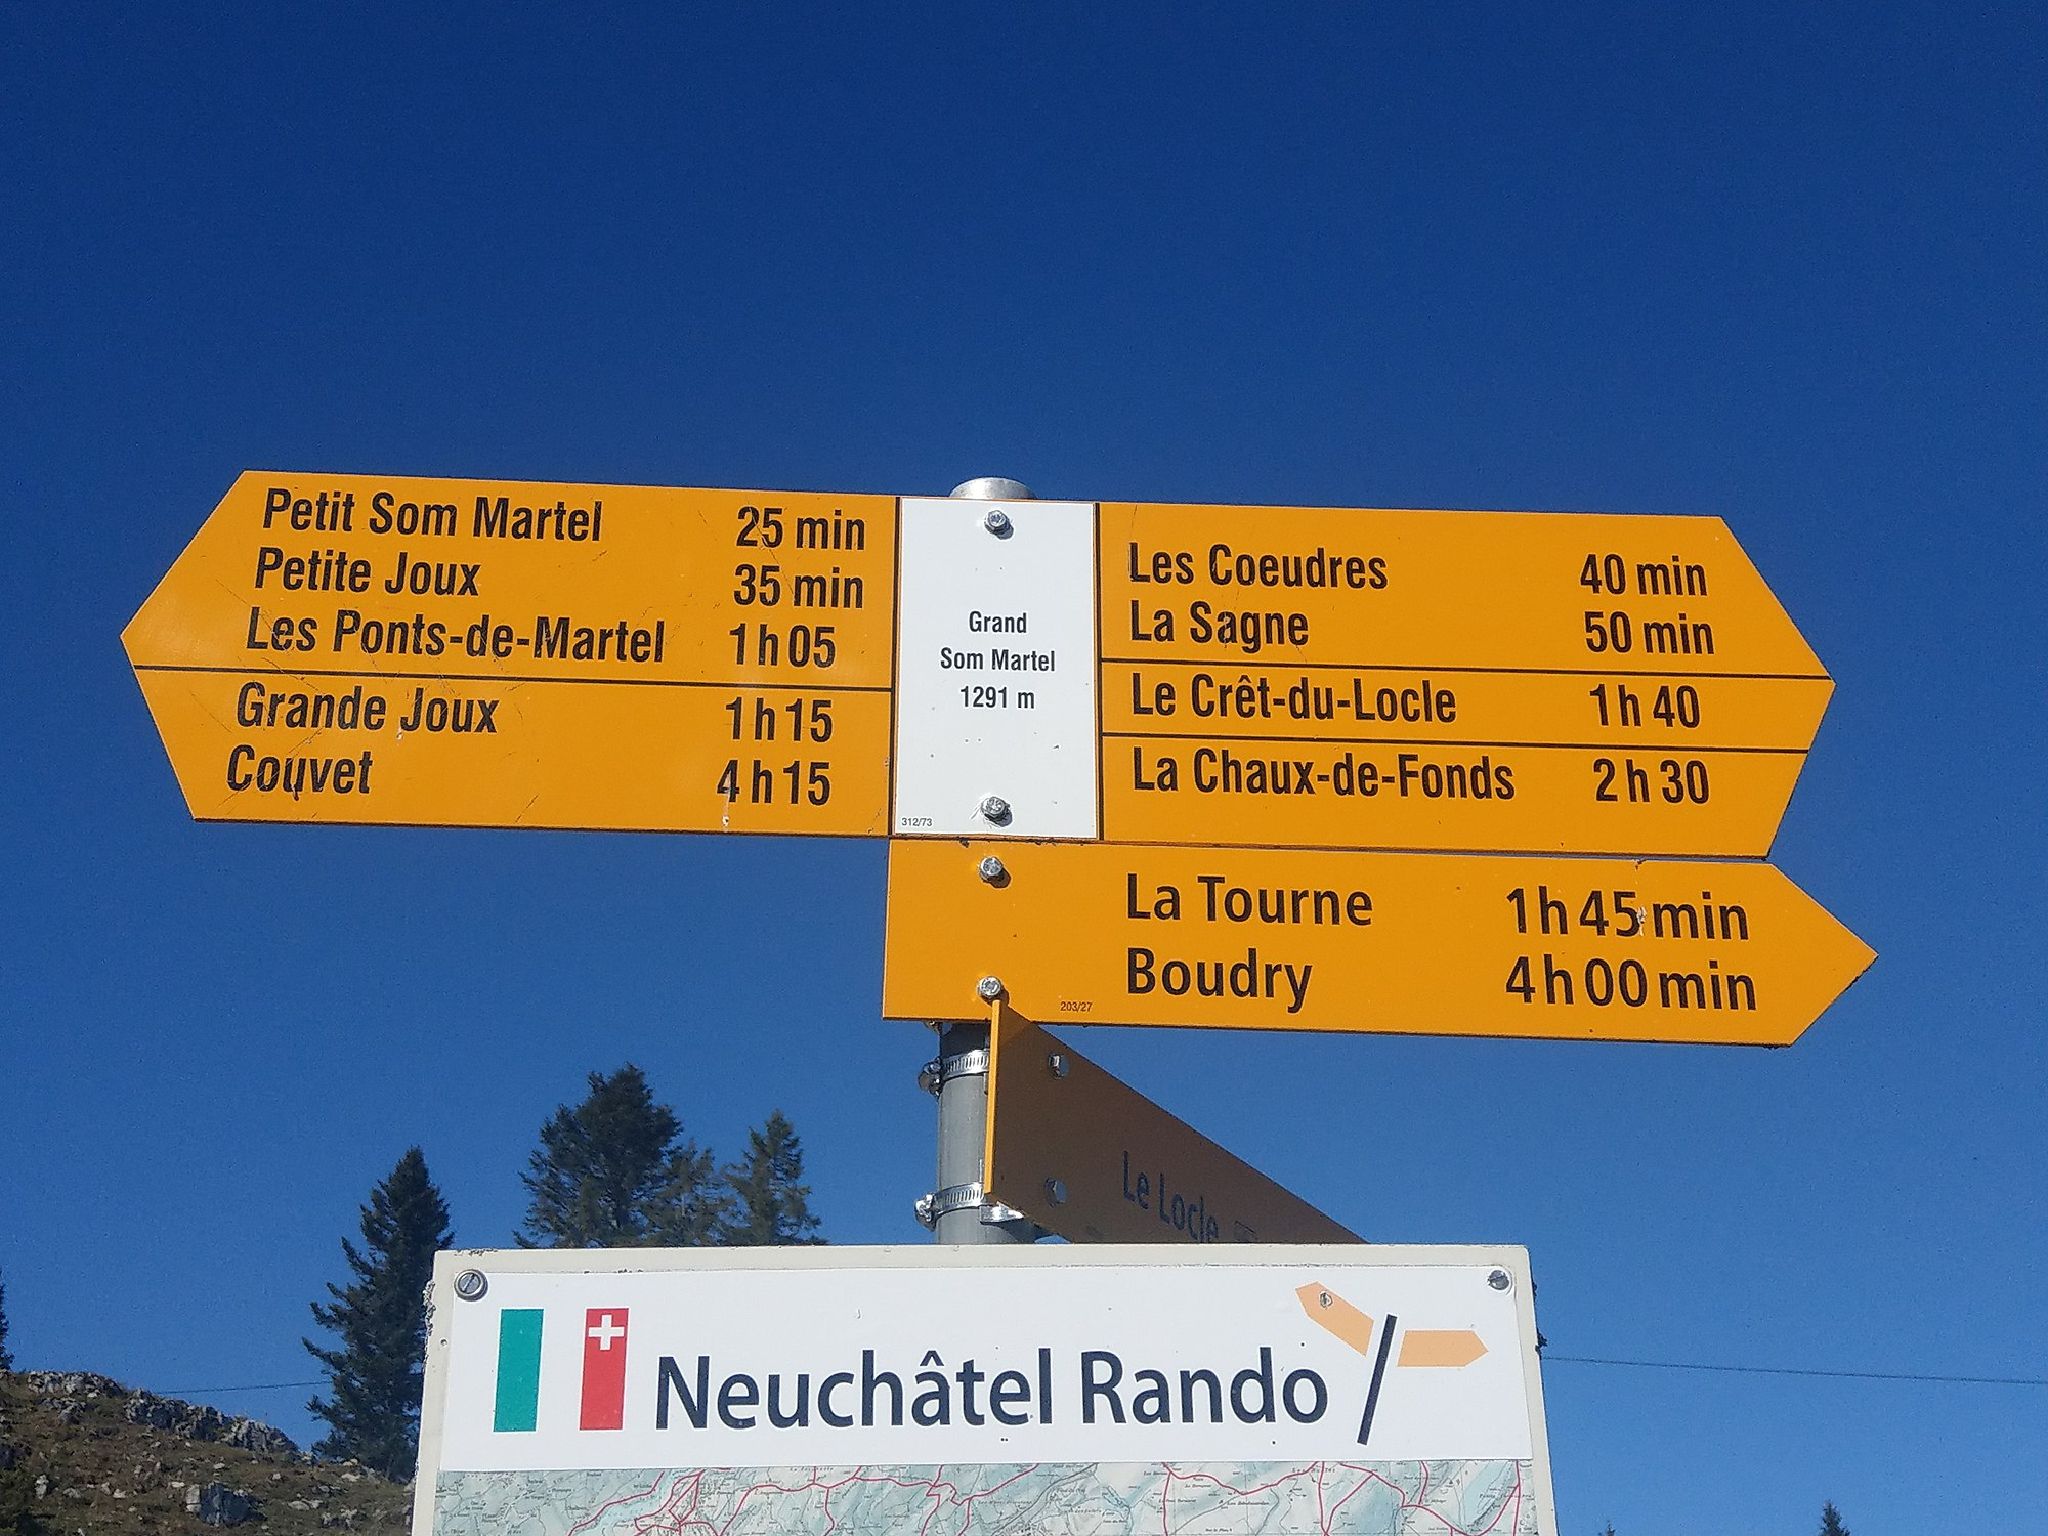 Petit Som Martel 25 min
Petite Joux 35 min
Les Ponts-de-Martel 1 h 05
Grande Joux 1 h 15
Couvet 4 h 15
Grand
Som Martel
1291 m
312/73
Les Coeudres 40 min
La Sagne 50 min
Le Crêt-du-Locle 1 h 40
La Chaux-de-Fonds 2 h 30
La Tourne 1 h 45 min
Boudry 4 h 00 min
203/27
Le Locle
Neuchâtel Rando